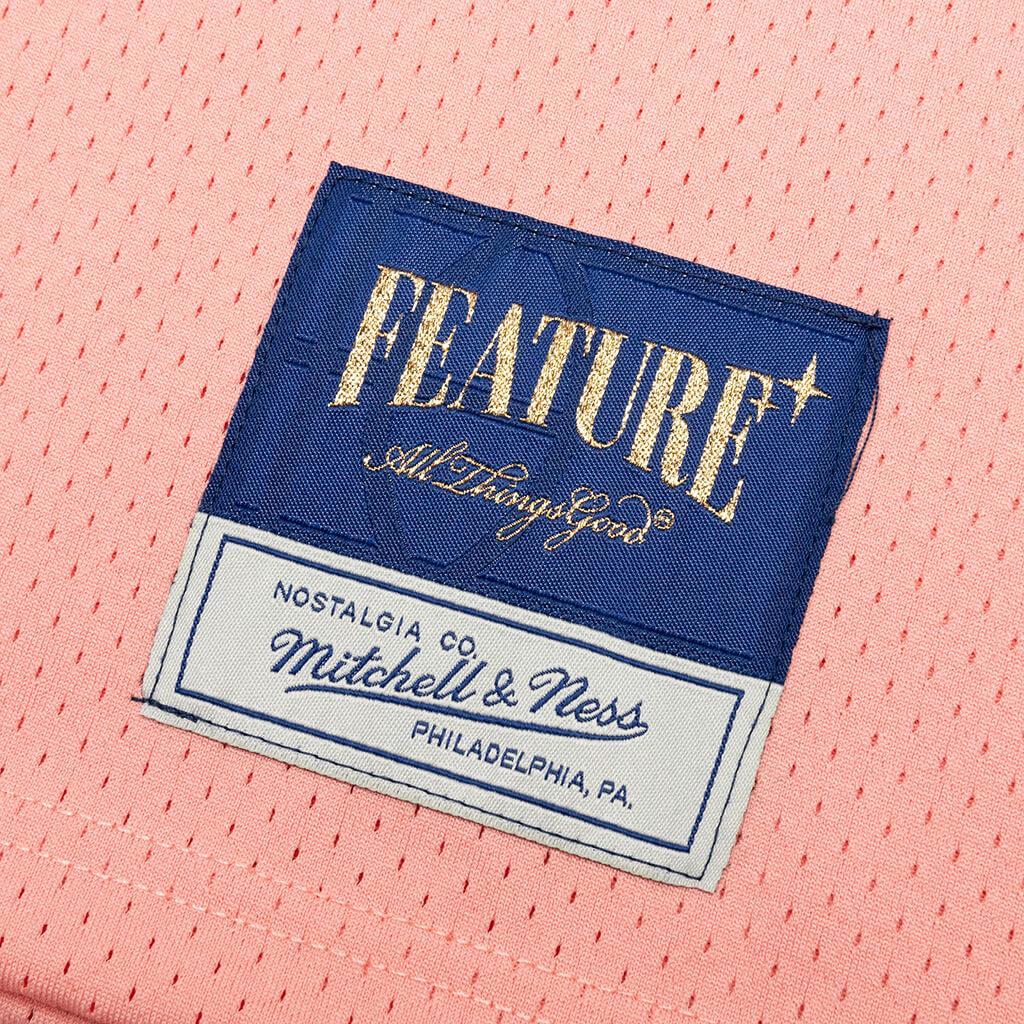 FEATURE
All Things Good®
NOSTALGIA CO.
Mitchell & Ness
PHILADELPHIA, PA.